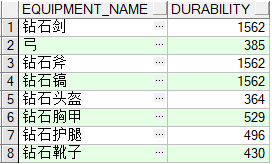 EQUIPMENT_NAME DURABILITY
1 钻石剑 ... 1562
2 弓 ... 385
3 钻石斧 ... 1562
4 钻石镐 ... 1562
5 钻石头盔 ... 364
6 钻石胸甲 ... 529
7 钻石护腿 ... 496
8 钻石靴子 ... 430